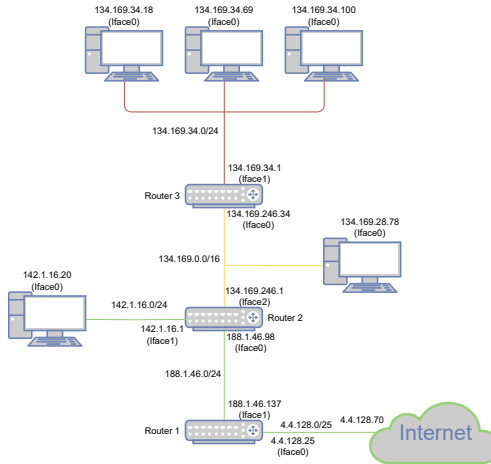 134.169.34.18
(Iface0)
134.169.34.69
(Iface0)
134.169.34.100
(Iface0)
134.169.34.0/24
134.169.34.1
(Iface1)
Router 3
134.169.246.34
(Iface0)
134.169.28.78
(Iface0)
134.169.0.0/16
142.1.16.20
(Iface0)
134.169.246.1
(Iface2)
142.1.16.0/24
Router 2
142.1.16.1
(Iface1)
188.1.46.98
(Iface0)
188.1.46.0/24
188.1.46.137
(Iface1)
Router 1
4.4.128.0/25
4.4.128.70
4.4.128.25
(Iface0)
Internet